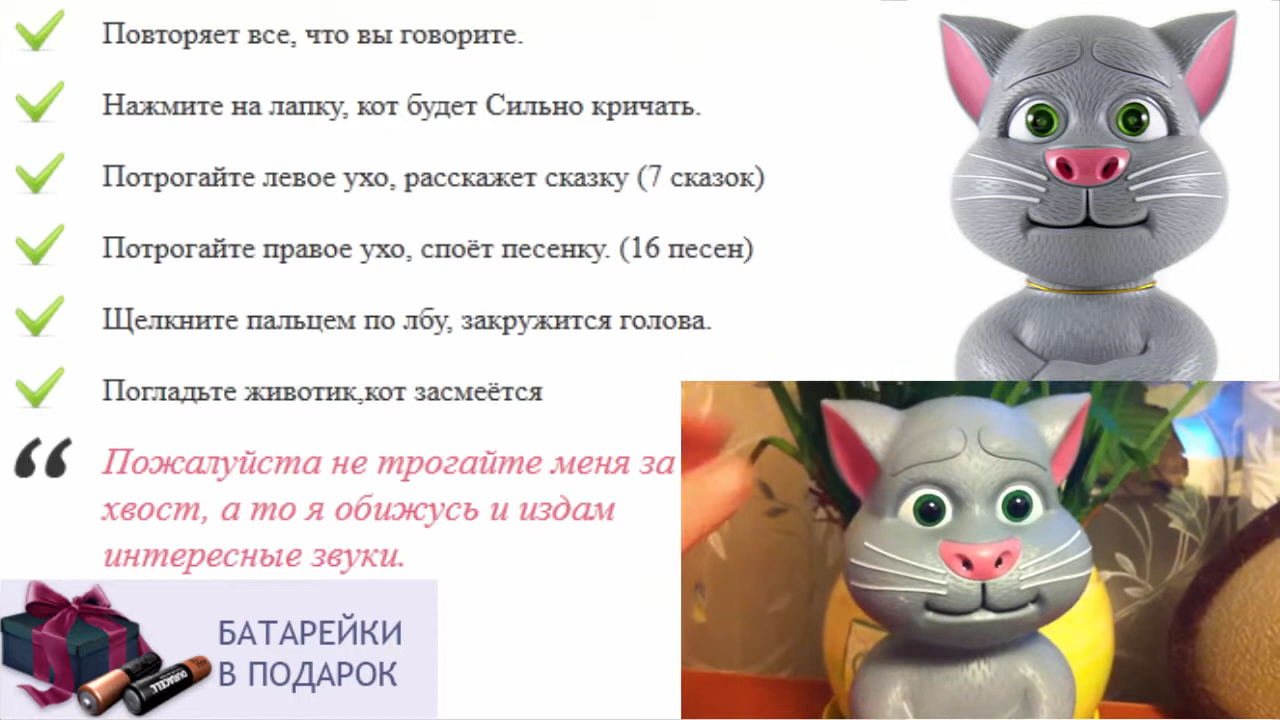 Повторяет все, что вы говорите.
Нажмите на лапку, кот будет Сильно кричать.
Потрогайте левое ухо, расскажет сказку (7 сказок)
Потрогайте правое ухо, споёт песенку. (16 песен)
Щелкните пальцем по лбу, закружится голова.
Погладьте животик,кот засмеётся
“ Пожалуйста не трогайте меня за
хвост, а то я обижусь и издам
интересные звуки.
БАТАРЕЙКИ
В ПОДАРОК
DURACELL